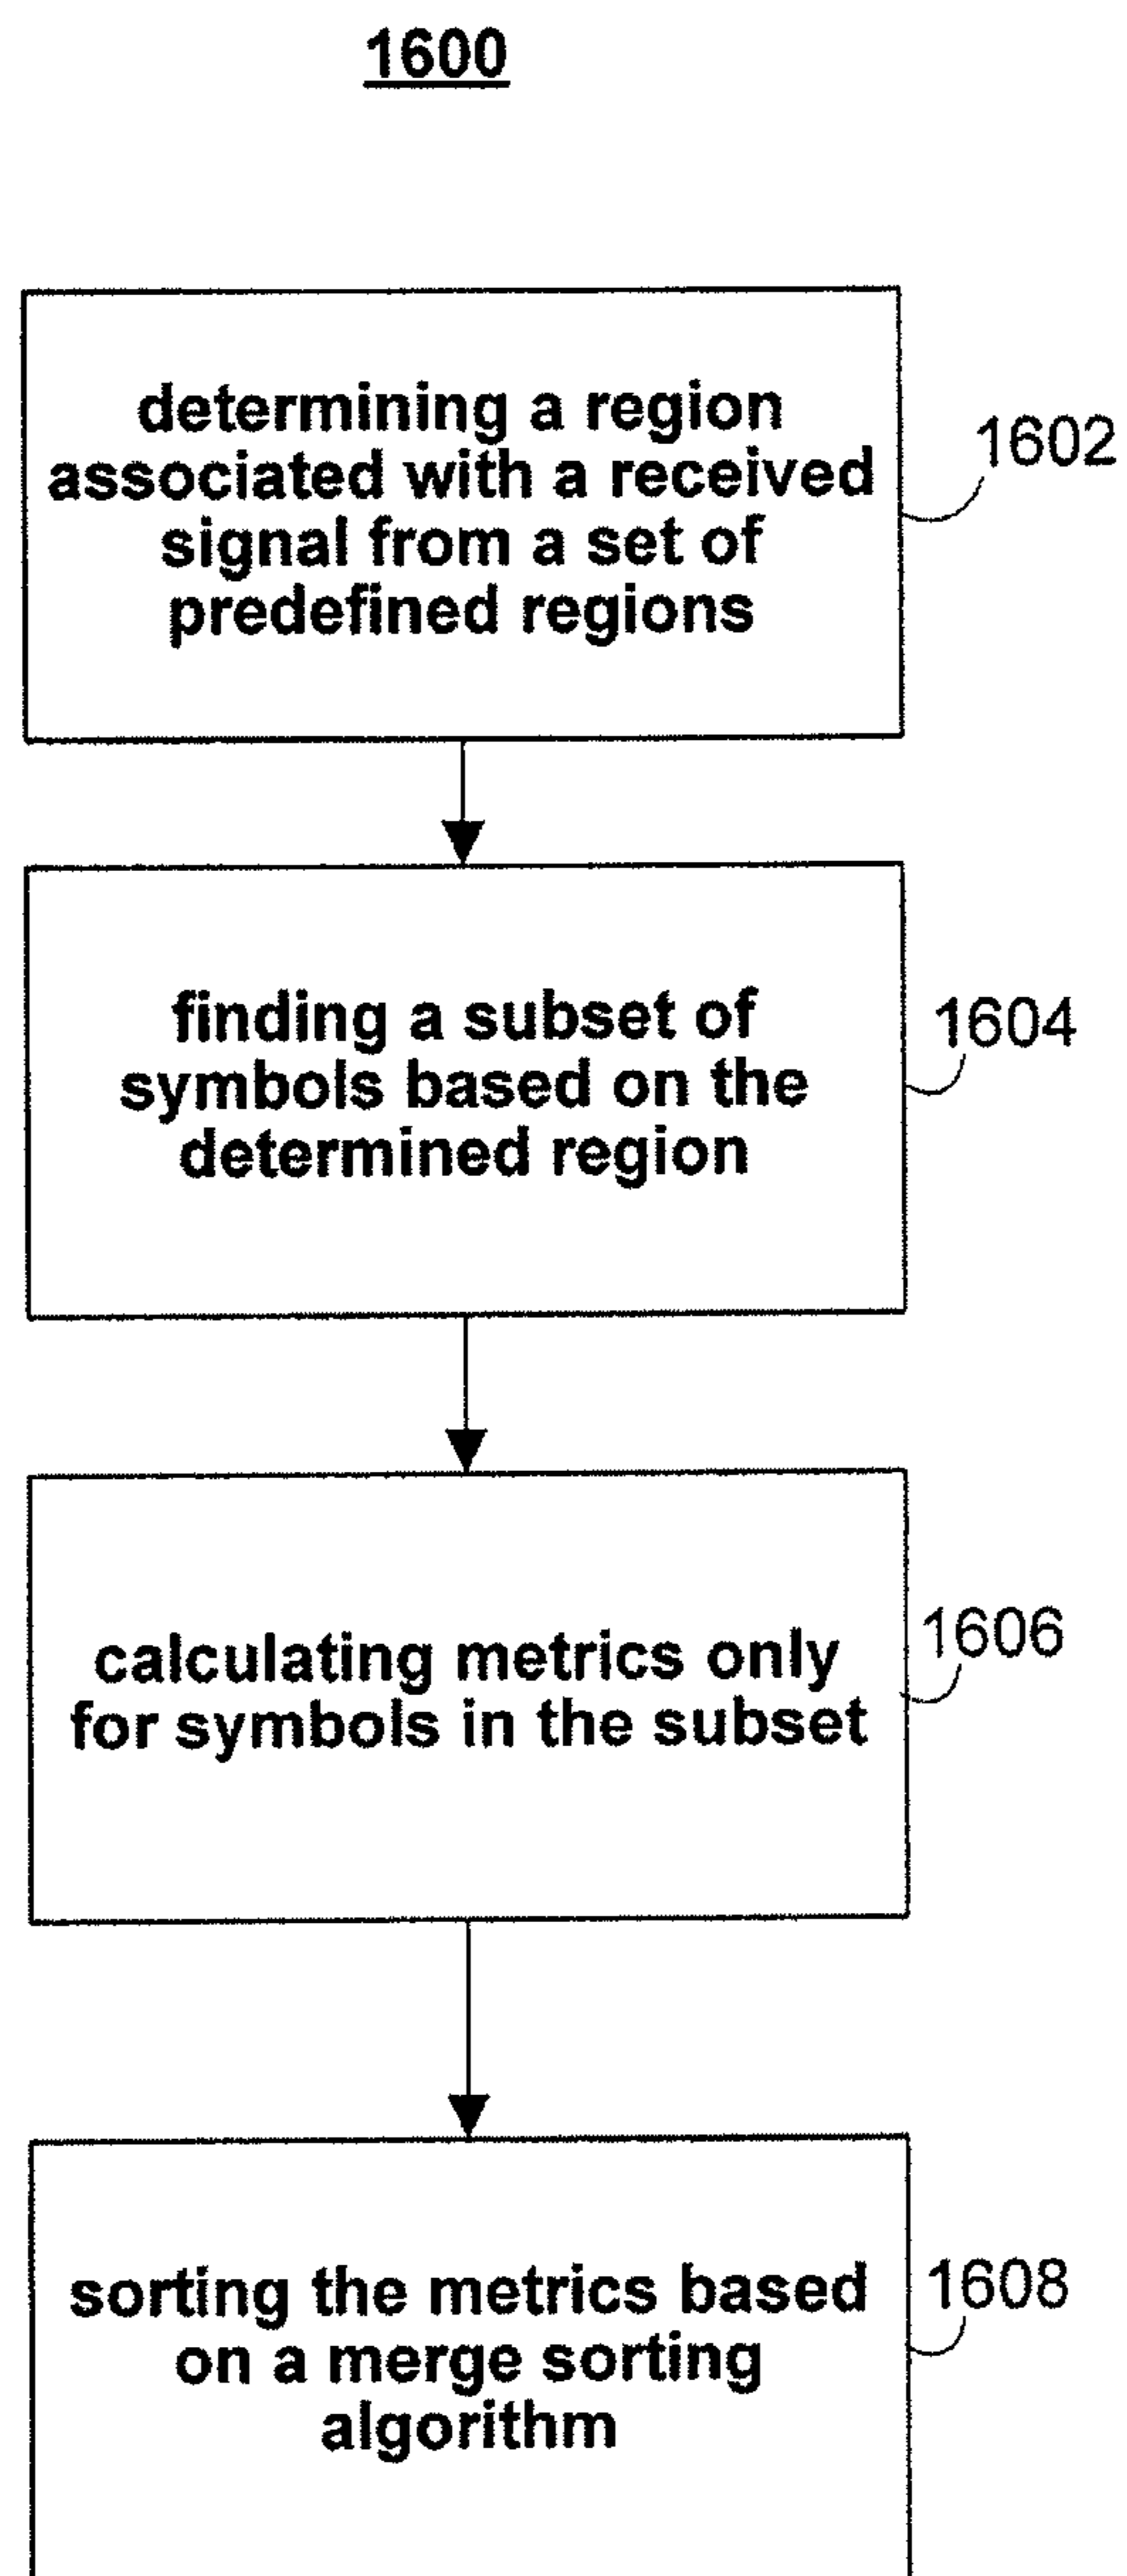 1600
determining a region
associated with a received
signal from a set of
predefined regions
1602
finding a subset of
symbols based on the
determined region
1604
calculating metrics only
for symbols in the subset
1606
sorting the metrics based
on a merge sorting
algorithm
1608